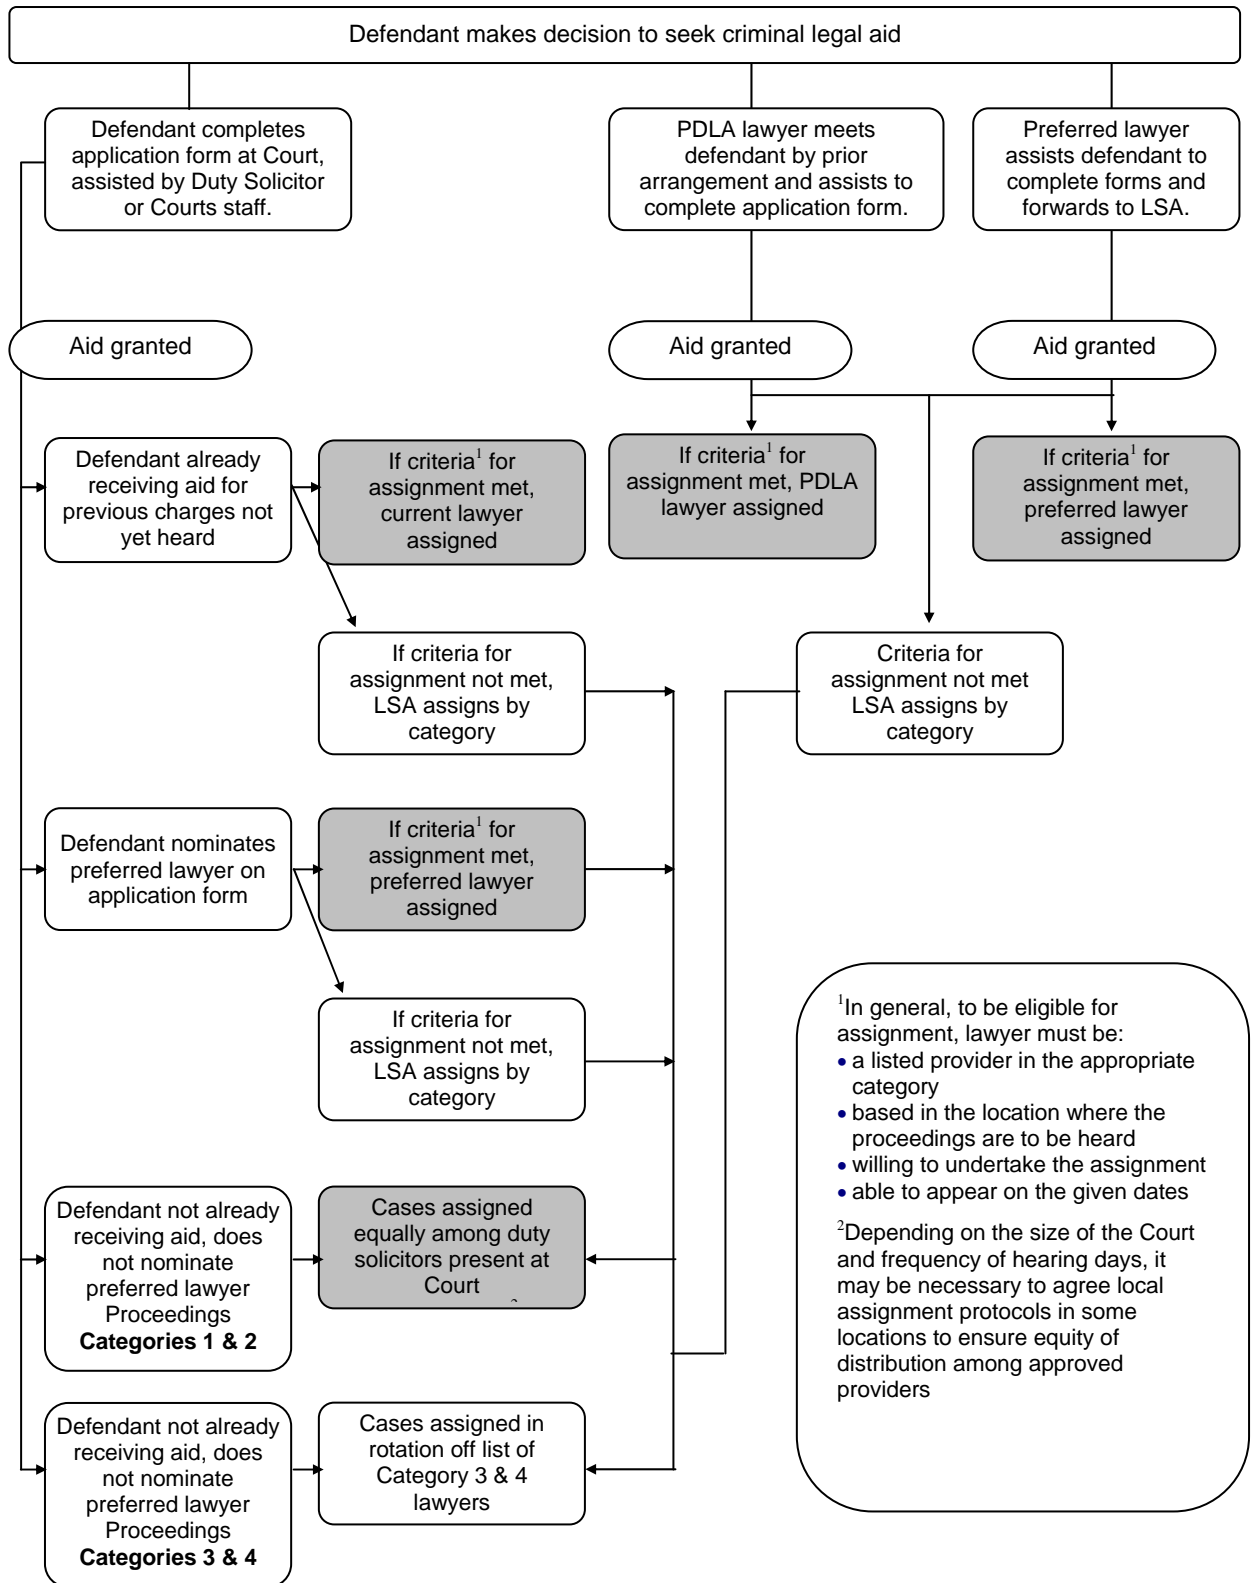 Defendant makes decision to seek criminal legal aid
Defendant completes
application form at Court,
assisted by Duty Solicitor
or Courts staff.
PDLA lawyer meets
defendant by prior
arrangement and assists to
complete application form.
Preferred lawyer
assists defendant to
complete forms and
forwards to LSA.
Aid granted
Aid granted
Aid granted
Defendant already
receiving aid for
previous charges not
yet heard
If criteria¹ for
assignment met,
current lawyer
assigned
If criteria¹ for
assignment met, PDLA
lawyer assigned
If criteria¹ for
assignment met,
preferred lawyer
assigned
If criteria for
assignment not met,
LSA assigns by
category
Criteria for
assignment not met
LSA assigns by
category
Defendant nominates
preferred lawyer on
application form
If criteria¹ for
assignment met,
preferred lawyer
assigned
If criteria for
assignment not met,
LSA assigns by
category
¹In general, to be eligible for
assignment, lawyer must be:
• a listed provider in the appropriate
category
• based in the location where the
proceedings are to be heard
• willing to undertake the assignment
• able to appear on the given dates
²Depending on the size of the Court
and frequency of hearing days, it
may be necessary to agree local
assignment protocols in some
locations to ensure equity of
distribution among approved
providers
Defendant not already
receiving aid, does
not nominate
preferred lawyer
Proceedings
Categories 1 & 2
Cases assigned
equally among duty
solicitors present at
Court
Defendant not already
receiving aid, does
not nominate
preferred lawyer
Proceedings
Categories 3 & 4
Cases assigned in
rotation off list of
Category 3 & 4
lawyers